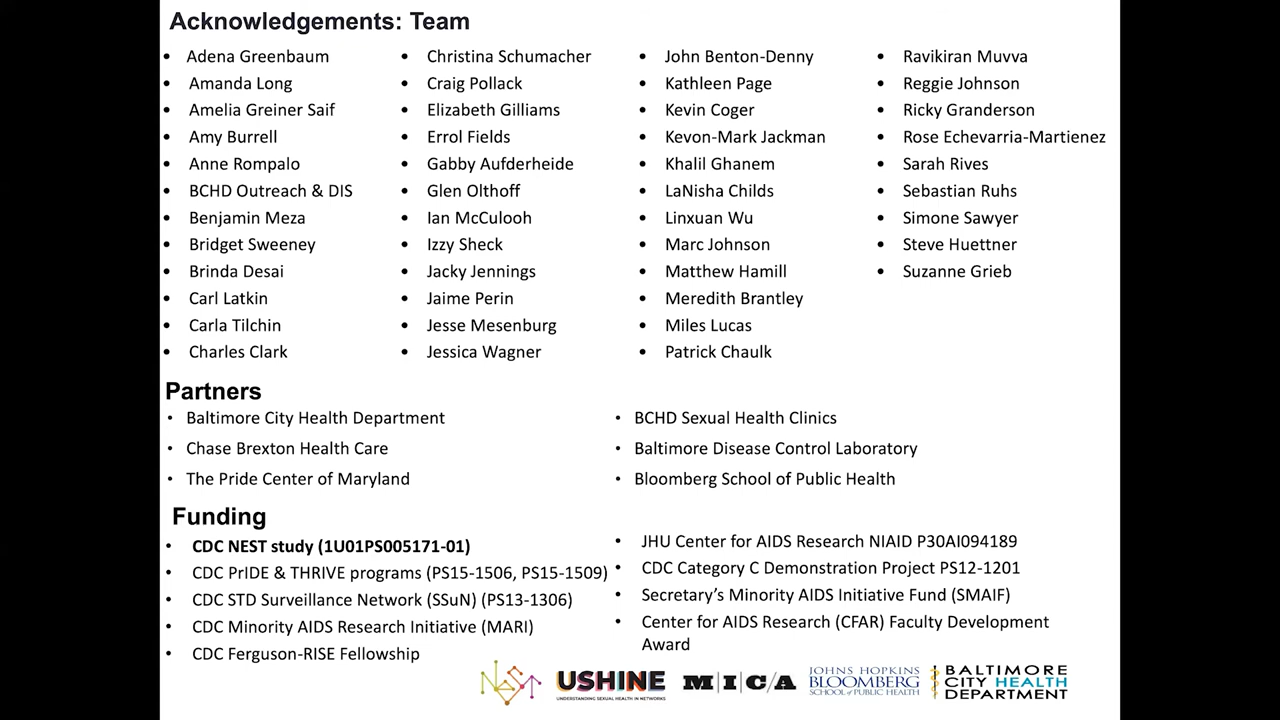 Acknowledgements: Team
• Adena Greenbaum
• Amanda Long
• Amelia Greiner Saif
• Amy Burrell
• Anne Rompalo
• BCHD Outreach & DIS
• Benjamin Meza
• Bridget Sweeney
• Brinda Desai
• Carl Latkin
• Carla Tilchin
• Charles Clark
• Christina Schumacher
• Craig Pollack
• Elizabeth Gilliams
• Errol Fields
• Gabby Aufderheide
• Glen Olthoff
• Ian McCulooh
• Izzy Sheck
• Jacky Jennings
• Jaime Perin
• Jesse Mesenburg
• Jessica Wagner
• John Benton-Denny
• Kathleen Page
• Kevin Coger
• Kevon-Mark Jackman
• Khalil Ghanem
• LaNisha Childs
• Linxuan Wu
• Marc Johnson
• Matthew Hamill
• Meredith Brantley
• Miles Lucas
• Patrick Chaulk
• Ravikiran Muvva
• Reggie Johnson
• Ricky Granderson
• Rose Echevarria-Martienez
• Sarah Rives
• Sebastian Ruhs
• Simone Sawyer
• Steve Huettner
• Suzanne Grieb
Partners
• Baltimore City Health Department
• Chase Brexton Health Care
• The Pride Center of Maryland
• BCHD Sexual Health Clinics
• Baltimore Disease Control Laboratory
• Bloomberg School of Public Health
Funding
• CDC NEST study (1U01PS005171-01)
• CDC PrIDE & THRIVE programs (PS15-1506, PS15-1509)
• CDC STD Surveillance Network (SSuN) (PS13-1306)
• CDC Minority AIDS Research Initiative (MARI)
• CDC Ferguson-RISE Fellowship
• JHU Center for AIDS Research NIAID P30AI094189
• CDC Category C Demonstration Project PS12-1201
• Secretary's Minority AIDS Initiative Fund (SMAIF)
• Center for AIDS Research (CFAR) Faculty Development
Award
USHINE
UNDERSTANDING SEXUAL HEALTH IN NETWORKS
M|I|C/A
JOHNS HOPKINS
BLOOMBERG
SCHOOL of PUBLIC HEALTH
BALTIMORE
CITY HEALTH
DEPARTMENT